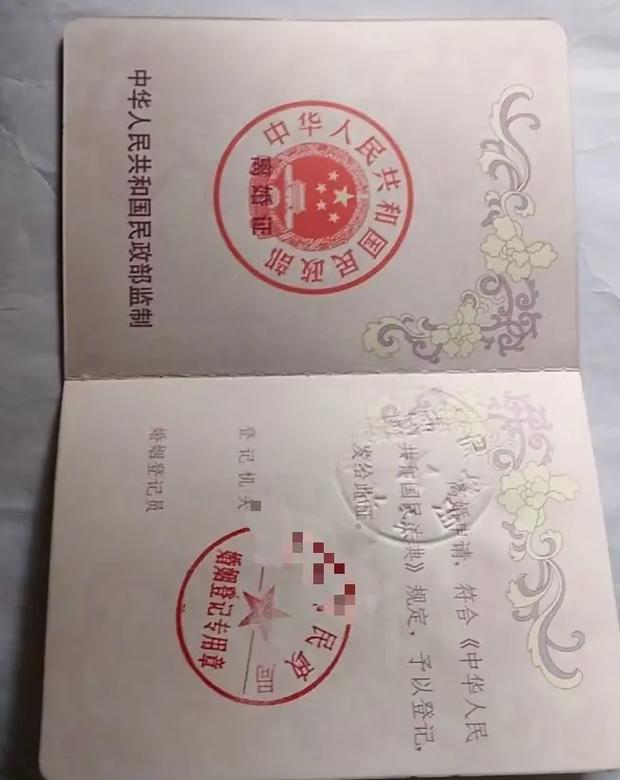 中华人民共和国民政部
离婚证
中华人民共和国民政部监制
离婚申请，符合《中华人民
共和国民法典》规定，予以登记，
发给此证。
登记机关
民政
婚姻登记专用章
婚姻登记员